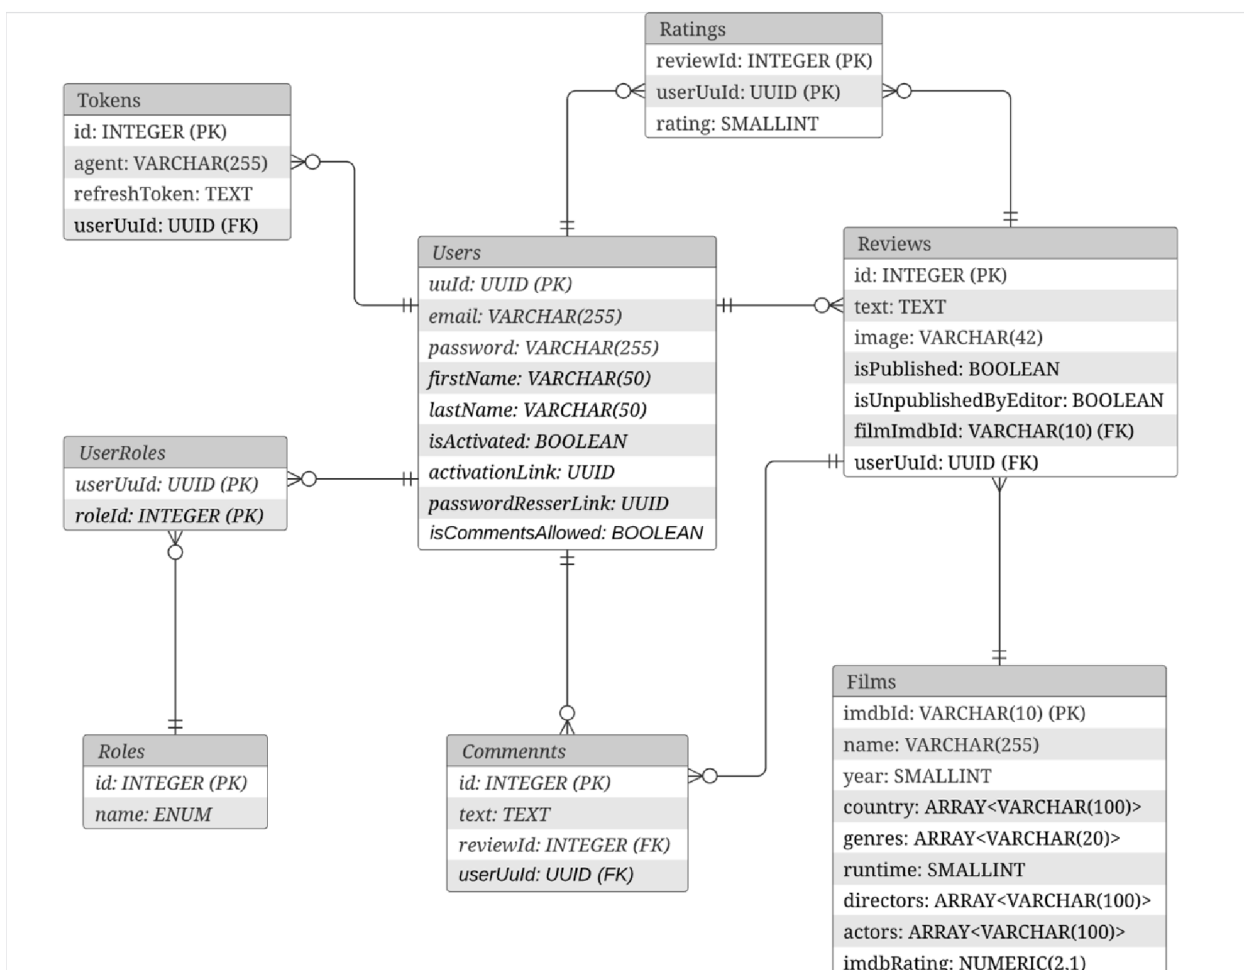 Ratings
reviewId: INTEGER (PK)
userUuId: UUID (PK)
rating: SMALLINT
Tokens
id: INTEGER (PK)
agent: VARCHAR(255)
refreshToken: TEXT
userUuId: UUID (FK)
Users
uuId: UUID (PK)
email: VARCHAR(255)
password: VARCHAR(255)
firstName: VARCHAR(50)
lastName: VARCHAR(50)
isActivated: BOOLEAN
activationLink: UUID
passwordResserLink: UUID
isCommentsAllowed: BOOLEAN
Reviews
id: INTEGER (PK)
text: TEXT
image: VARCHAR(42)
isPublished: BOOLEAN
isUnpublishedByEditor: BOOLEAN
filmImdbId: VARCHAR(10) (FK)
userUuId: UUID (FK)
UserRoles
userUuId: UUID (PK)
roleId: INTEGER (PK)
Roles
id: INTEGER (PK)
name: ENUM
Commennts
id: INTEGER (PK)
text: TEXT
reviewId: INTEGER (FK)
userUuId: UUID (FK)
Films
imdbId: VARCHAR(10) (PK)
name: VARCHAR(255)
year: SMALLINT
country: ARRAY<VARCHAR(100)>
genres: ARRAY<VARCHAR(20)>
runtime: SMALLINT
directors: ARRAY<VARCHAR(100)>
actors: ARRAY<VARCHAR(100)>
imdbRating: NUMERIC(2,1)